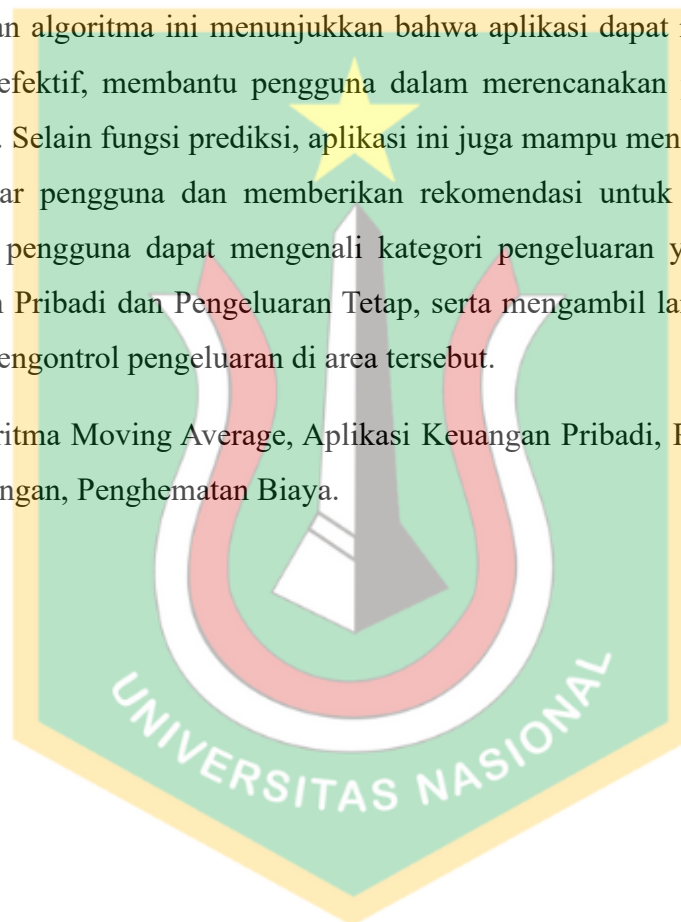 an algoritma ini menunjukkan bahwa aplikasi dapat
efektif, membantu pengguna dalam merencanakan
. Selain fungsi prediksi, aplikasi ini juga mampu men
ar pengguna dan memberikan rekomendasi untuk
pengguna dapat mengenali kategori pengeluaran y
Pribadi dan Pengeluaran Tetap, serta mengambil la
engontrol pengeluaran di area tersebut.
ritma Moving Average, Aplikasi Keuangan Pribadi,
ngan, Penghematan Biaya.
UNIVERSITAS NASIONAL